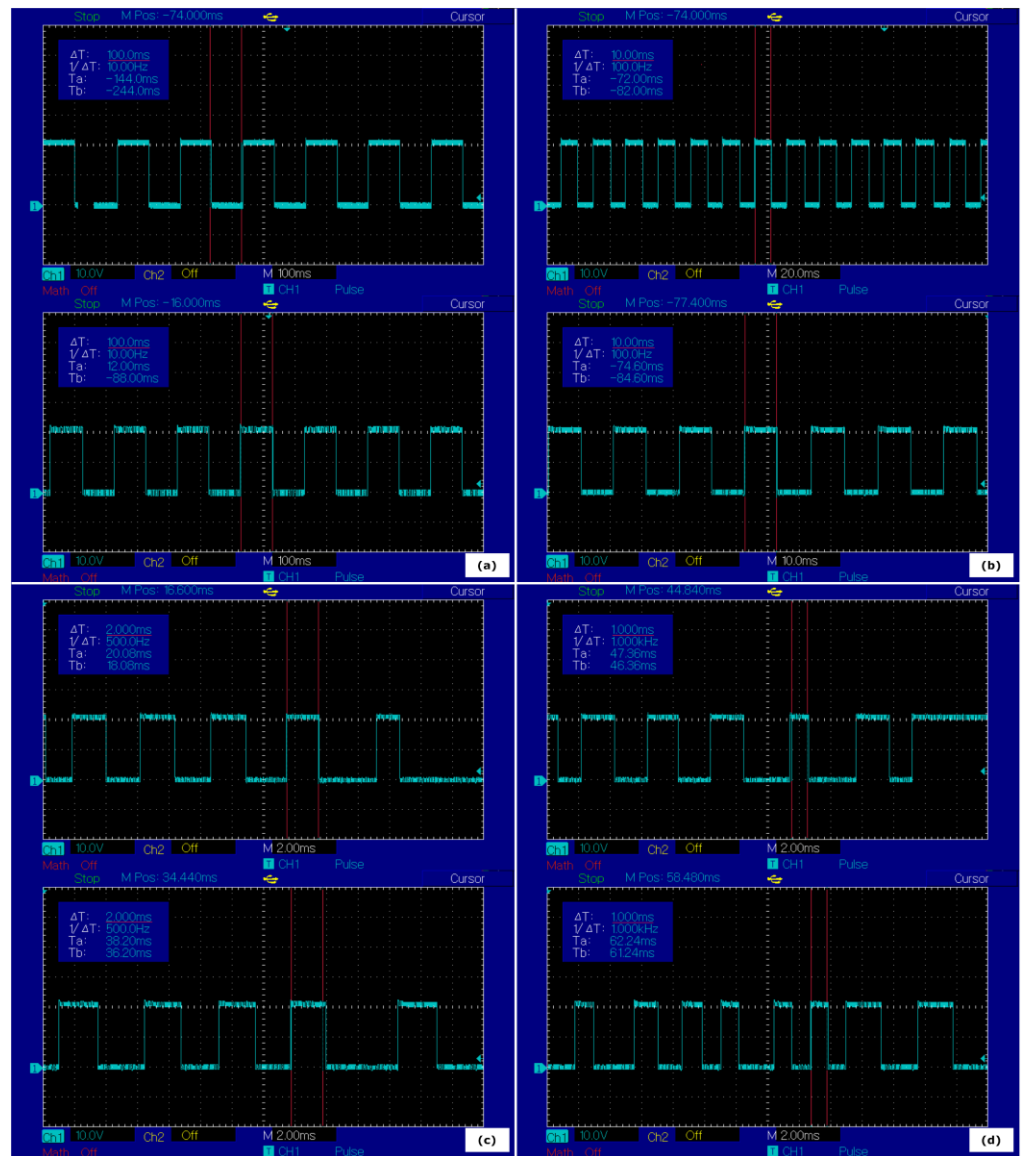 Stop M Pos: -74.000ms Cursor
ΔT: 100.0ms
1/ΔT: 10.00Hz
Ta: -144.0ms
Tb: -244.0ms
1
Ch1 10.0V Ch2 Off M 100ms
Math Off T CH1 Pulse
Stop M Pos: -16.000ms Cursor
ΔT: 100.0ms
1/ΔT: 10.00Hz
Ta: 12.00ms
Tb: -88.00ms
1
Ch1 10.0V Ch2 Off M 100ms
Math Off T CH1 Pulse
(a)
Stop M Pos: -74.000ms Cursor
ΔT: 10.00ms
1/ΔT: 100.0Hz
Ta: -72.00ms
Tb: -82.00ms
1
Ch1 10.0V Ch2 Off M 20.0ms
Math Off T CH1 Pulse
Stop M Pos: -77.400ms Cursor
ΔT: 10.00ms
1/ΔT: 100.0Hz
Ta: -74.60ms
Tb: -84.60ms
1
Ch1 10.0V Ch2 Off M 10.0ms
Math Off T CH1 Pulse
(b)
Stop M Pos: 16.600ms Cursor
ΔT: 2.000ms
1/ΔT: 500.0Hz
Ta: 20.08ms
Tb: 18.08ms
1
Ch1 10.0V Ch2 Off M 2.00ms
Math Off T CH1 Pulse
Stop M Pos: 34.440ms Cursor
ΔT: 2.000ms
1/ΔT: 500.0Hz
Ta: 38.20ms
Tb: 36.20ms
1
Ch1 10.0V Ch2 Off M 2.00ms
Math Off T CH1 Pulse
(c)
Stop M Pos: 44.840ms Cursor
ΔT: 1.000ms
1/ΔT: 1.000kHz
Ta: 47.36ms
Tb: 46.36ms
1
Ch1 10.0V Ch2 Off M 2.00ms
Math Off T CH1 Pulse
Stop M Pos: 58.480ms Cursor
ΔT: 1.000ms
1/ΔT: 1.000kHz
Ta: 62.24ms
Tb: 61.24ms
1
Ch1 10.0V Ch2 Off M 2.00ms
Math Off T CH1 Pulse
(d)